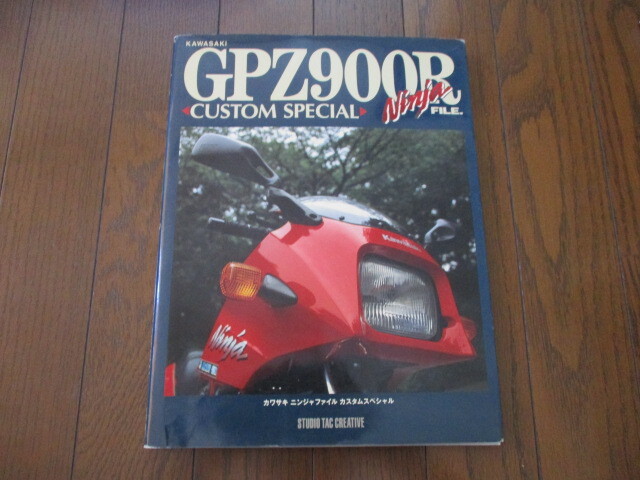 KAWASAKI
GPZ900R
CUSTOM SPECIAL
Ninja
FILE.
Kawasaki
Ninja
カワサキ ニンジャファイル カスタムスペシャル
STUDIO TAC CREATIVE